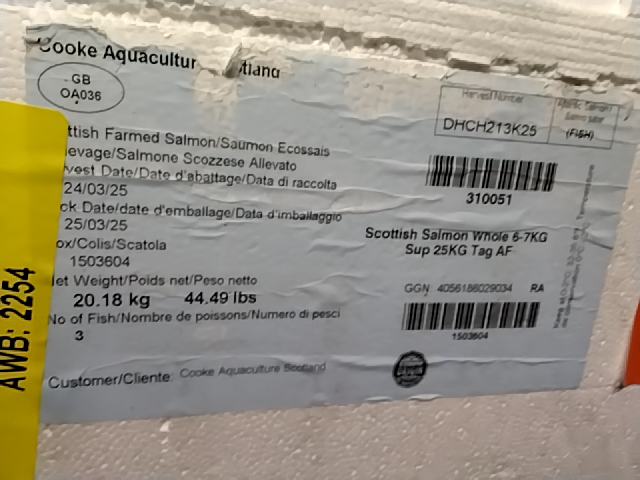 Cooke Aquacultur
tland
GB
OA036
Harvest Number
DHCH213K25
(FISH)
ttish Farmed Salmon/Saumon Ecossais
levage/Salmone Scozzese Allevato
vest Date/Date d'abattage/Data di raccolta
24/03/25
ck Date/date d'emballage/Data d'imballaggio
25/03/25
ox/Colis/Scatola
1503604
et Weight/Poids net/Peso netto
20.18 kg 44.49 lbs
No of Fish/Nombre de poissons/Numero di pesci
3
Customer/Cliente: Cooke Aquaculture Scotland
310051
Scottish Salmon Whole 6-7KG
Sup 25KG Tag AF
GGN: 4056186029034 RA
1503604
AWB: 2254